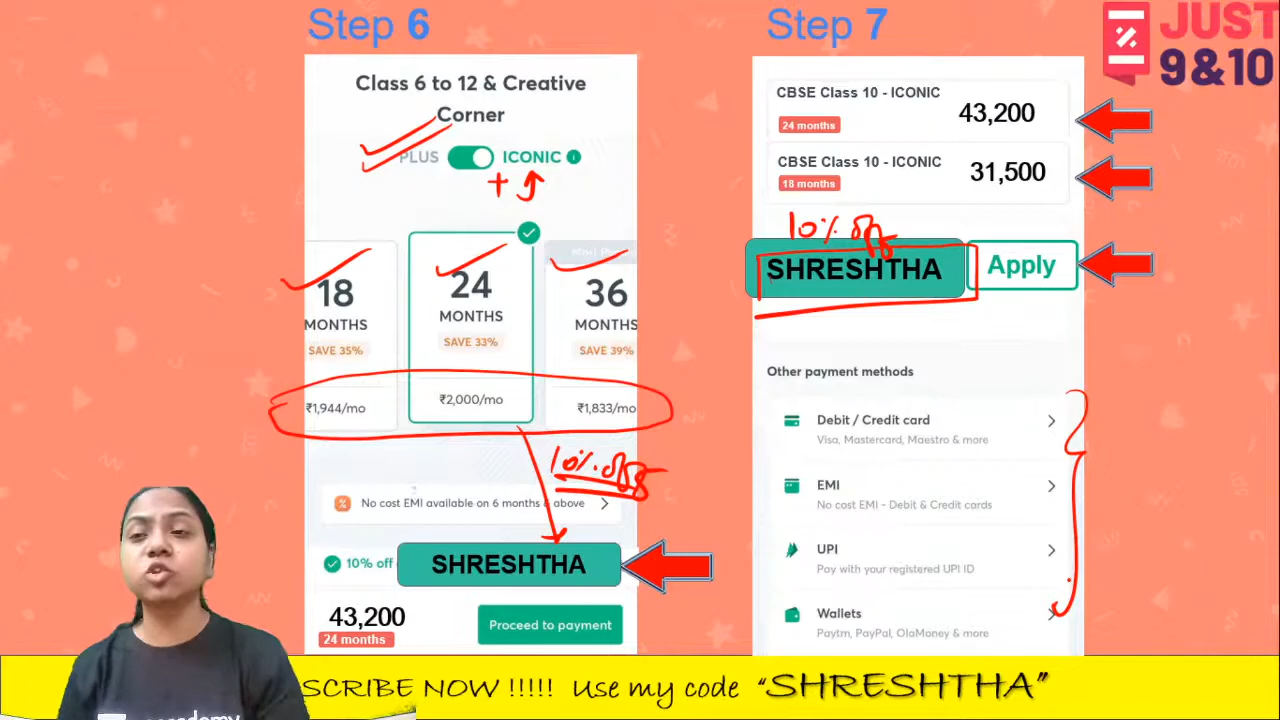 Step 6
Step 7
JUST
9&10
Class 6 to 12 & Creative
Corner
PLUS ICONIC
+
18
MONTHS
SAVE 35%
₹1,944/mo
24
MONTHS
SAVE 33%
₹2,000/mo
36
MONTHS
SAVE 39%
₹1,833/mo
10% off
No cost EMI available on 6 months & above
10% off
SHRESHTHA
43,200
24 months
Proceed to payment
CBSE Class 10 - ICONIC
43,200
24 months
CBSE Class 10 - ICONIC
31,500
18 months
10% off
SHRESHTHA
Apply
Other payment methods
Debit / Credit card
Visa, Mastercard, Maestro & more
EMI
No cost EMI - Debit & Credit cards
UPI
Pay with your registered UPI ID
Wallets
Paytm, PayPal, OlaMoney & more
SCRIBE NOW !!!!! Use my code "SHRESHTHA"